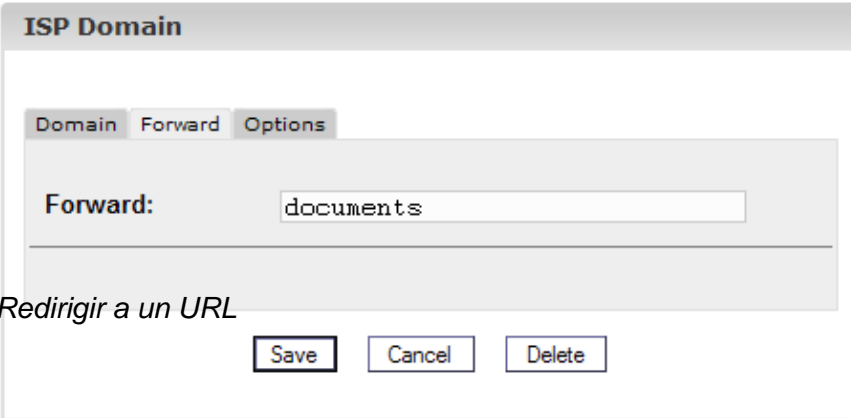 ISP Domain
Domain Forward Options
Forward: documents
Redirigir a un URL
Save Cancel Delete